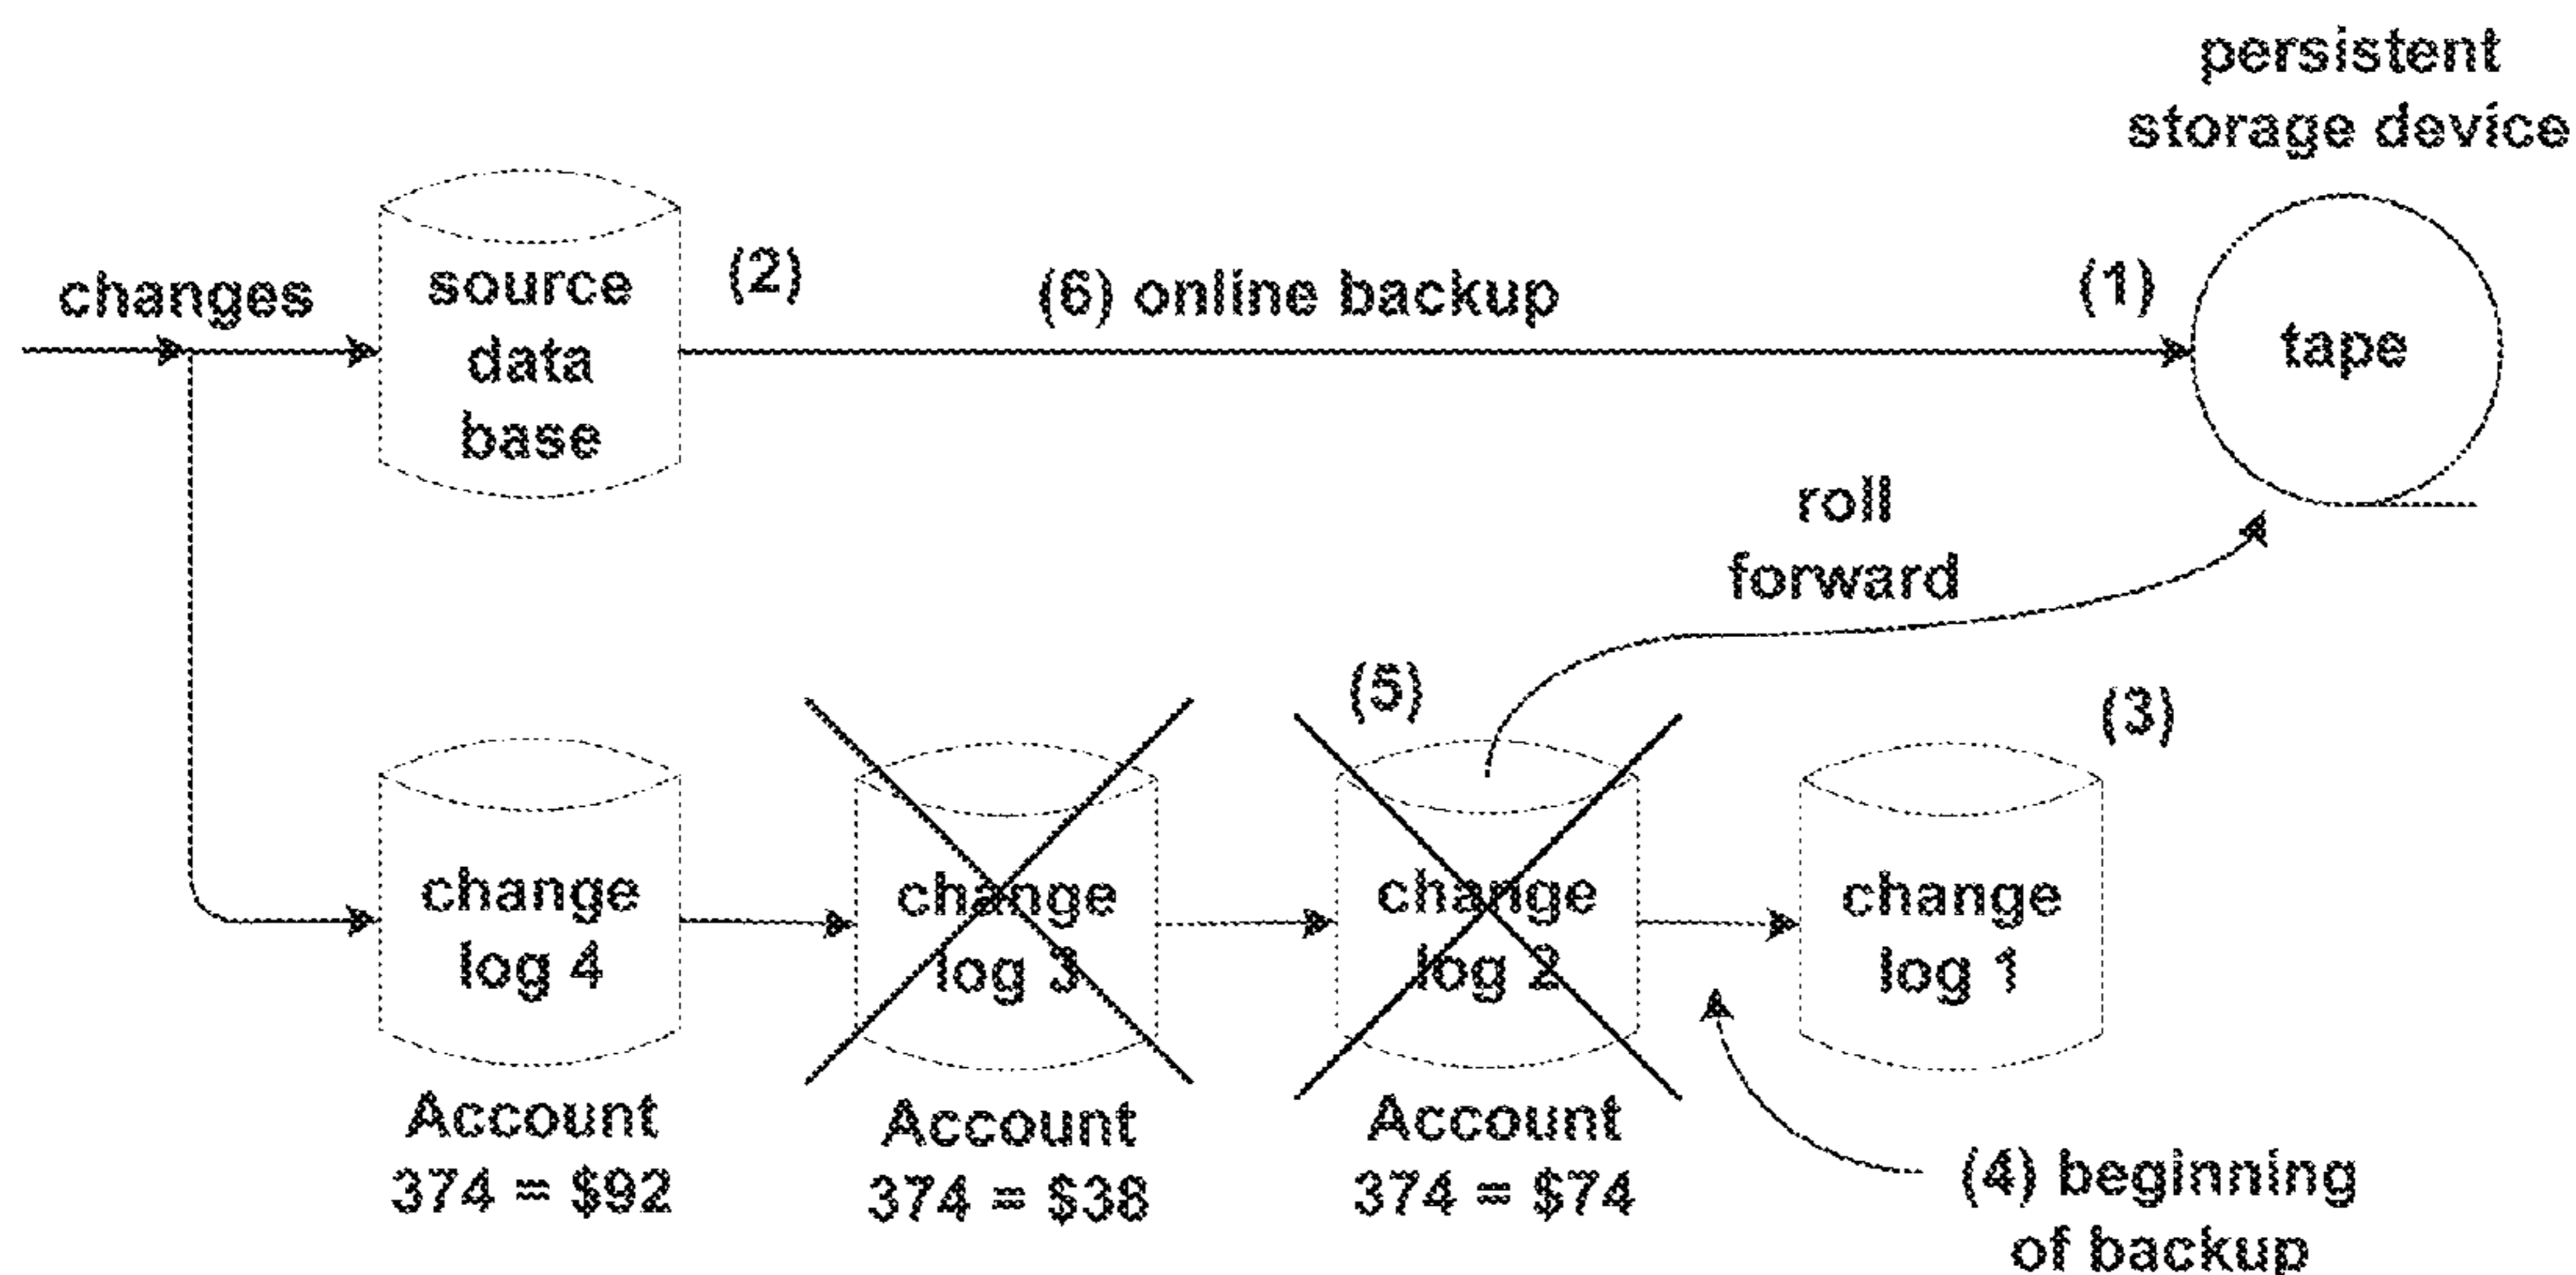 persistent
storage device
changes
source
data
base
(2)
(6) online backup
(1)
tape
roll
forward
(5)
(3)
change
log 4
change
log 3
change
log 2
change
log 1
Account
374 = $92
Account
374 =
Account
374 = $74
(4) beginning
of backup